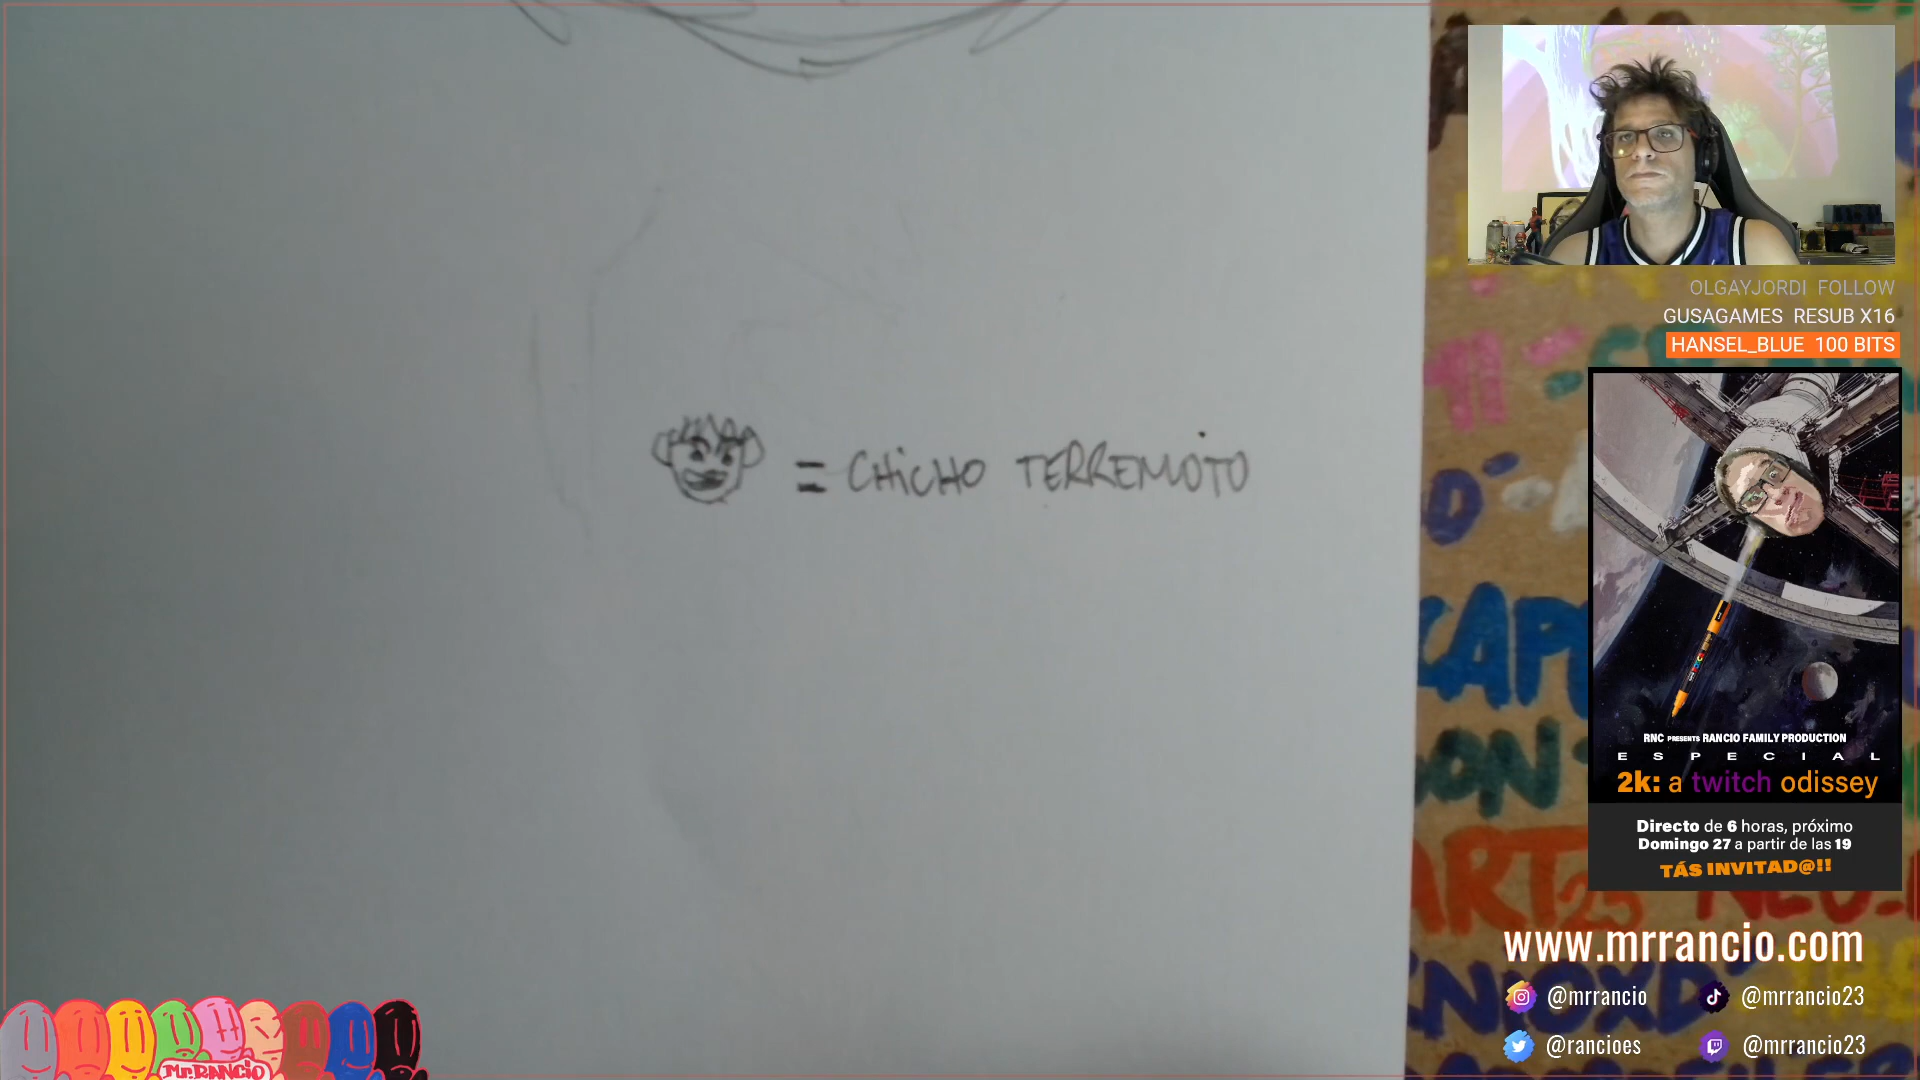 = CHiCHO TERREMOTO
OLGAYJORDI FOLLOW
GUSAGAMES RESUB X16
HANSEL_BLUE 100 BITS
RNC PRESENTS RANCIO FAMILY PRODUCTION
ESPECIAL
2k: a twitch odissey
Directo de 6 horas, próximo
Domingo 27 a partir de las 19
TÁS INVITAD@!!
ART23
www.mrrancio.com
@mrrancio
@mrrancio23
@rancioes
@mrrancio23
Mr.RANCiO